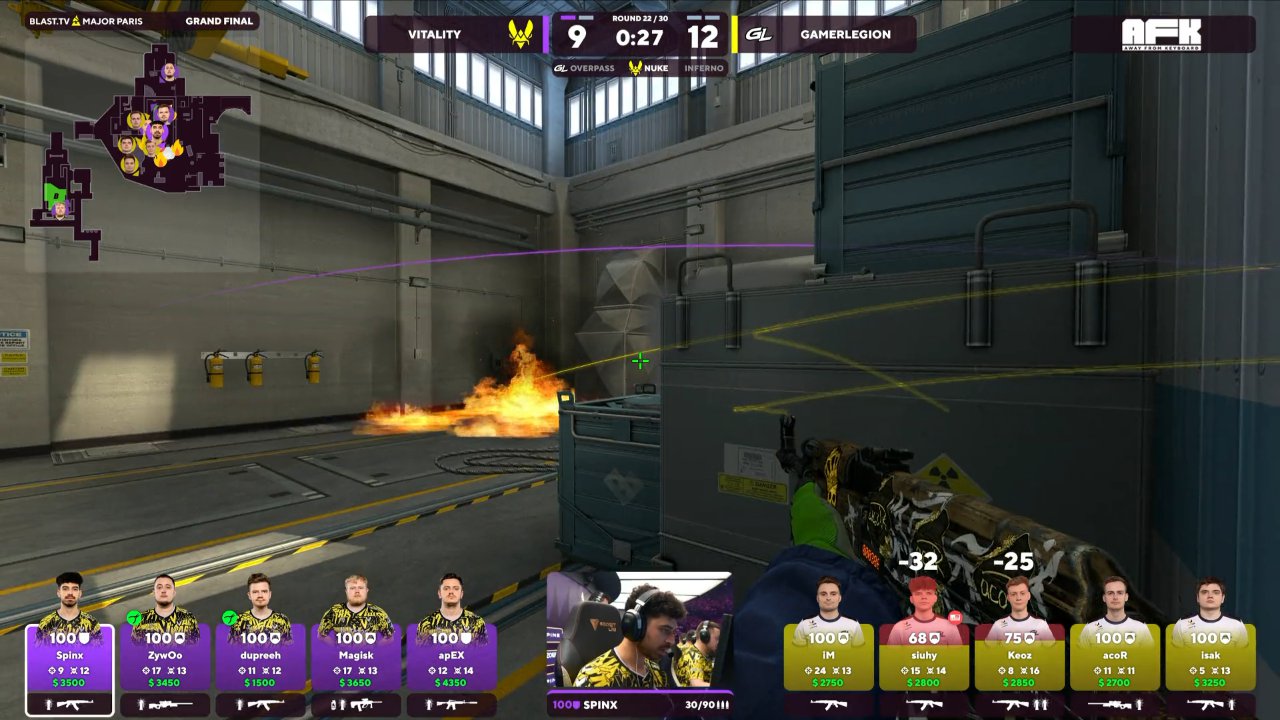 BLAST.TV MAJOR PARIS GRAND FINAL
VITALITY 9 ROUND 22 / 30 0:27 12 GL GAMERLEGION
GL OVERPASS NUKE INFERNO
AFK
AWAY FROM KEYBOARD
DANGER
-32 -25
100 Spinx 9 12 $3500
100 ZywOo 17 13 $3450
100 dupreeh 11 12 $1500
100 Magisk 17 13 $3650
100 apEX 12 14 $4350
100 SPINX 30/90
100 iM 24 13 $2750
68 siuhy 15 14 $2800
75 Keoz 8 16 $2850
100 acoR 11 11 $2700
100 isak 5 13 $3250